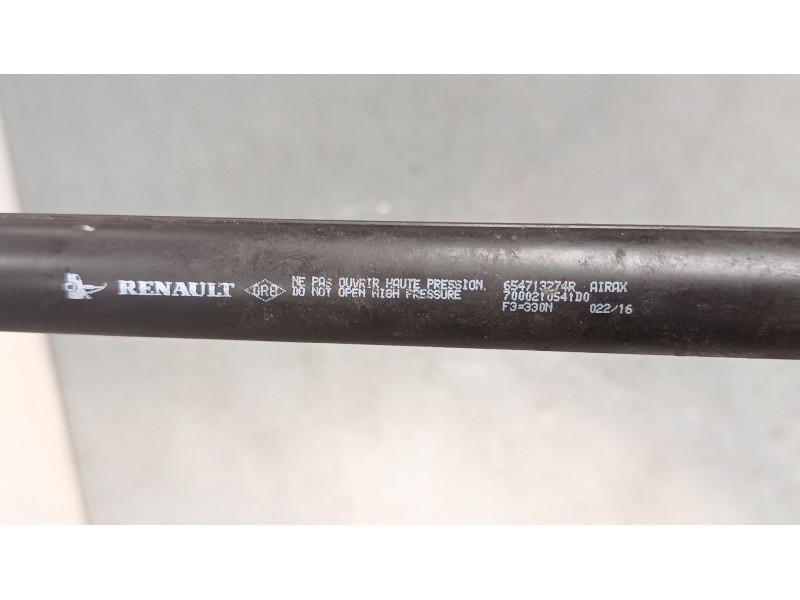 RENAULT
NE PAS OUVRIR HAUTE PRESSION.
DO NOT OPEN HIGH PRESSURE
654713274R AIRAX
7000210541D0
F3=330N 022/16